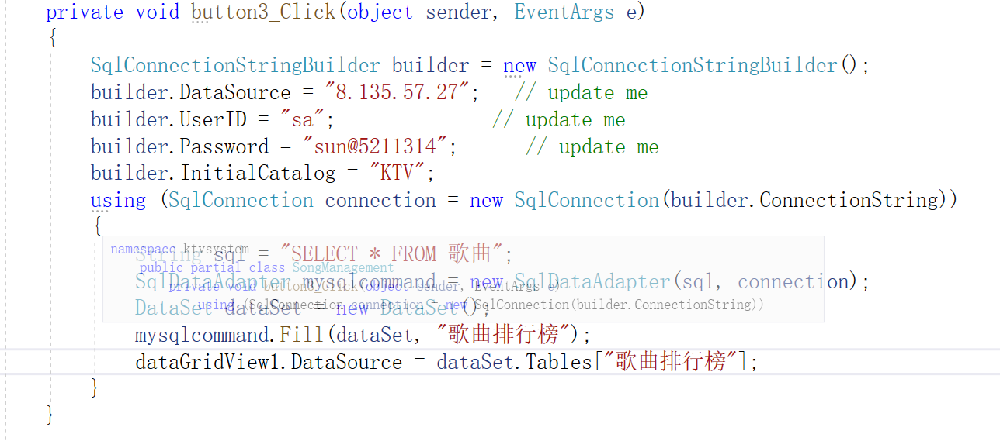 private void button3_Click(object sender, EventArgs e)
{
SqlConnectionStringBuilder builder = new SqlConnectionStringBuilder();
builder.DataSource = "8.135.57.27";   // update me
builder.UserID = "sa";              // update me
builder.Password = "sun@5211314";      // update me
builder.InitialCatalog = "KTV";
using (SqlConnection connection = new SqlConnection(builder.ConnectionString))
{
namespace ktvsystem
String sql = "SELECT * FROM 歌曲";
public partial class SongManagement
SqlDataAdapter mysqlcommand = new SqlDataAdapter(sql, connection);
private void button3_Click(object sender, EventArgs e)
using (SqlConnection connection = new SqlConnection(builder.ConnectionString))
DataSet dataSet = new DataSet();
mysqlcommand.Fill(dataSet, "歌曲排行榜");
dataGridView1.DataSource = dataSet.Tables["歌曲排行榜"];
}
}